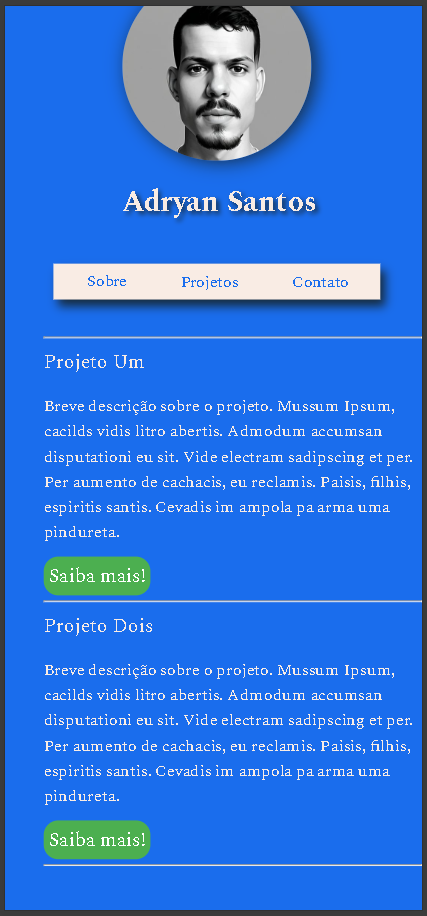 Adryan Santos
Sobre Projetos Contato
Projeto Um
Breve descrição sobre o projeto. Mussum Ipsum,
cacilds vidis litro abertis. Admodum accumsan
disputationi eu sit. Vide electram sadipscing et per.
Per aumento de cachacis, eu reclamis. Paisis, filhis,
espiritis santis. Cevadis im ampola pa arma uma
pindureta.
Saiba mais!
Projeto Dois
Breve descrição sobre o projeto. Mussum Ipsum,
cacilds vidis litro abertis. Admodum accumsan
disputationi eu sit. Vide electram sadipscing et per.
Per aumento de cachacis, eu reclamis. Paisis, filhis,
espiritis santis. Cevadis im ampola pa arma uma
pindureta.
Saiba mais!